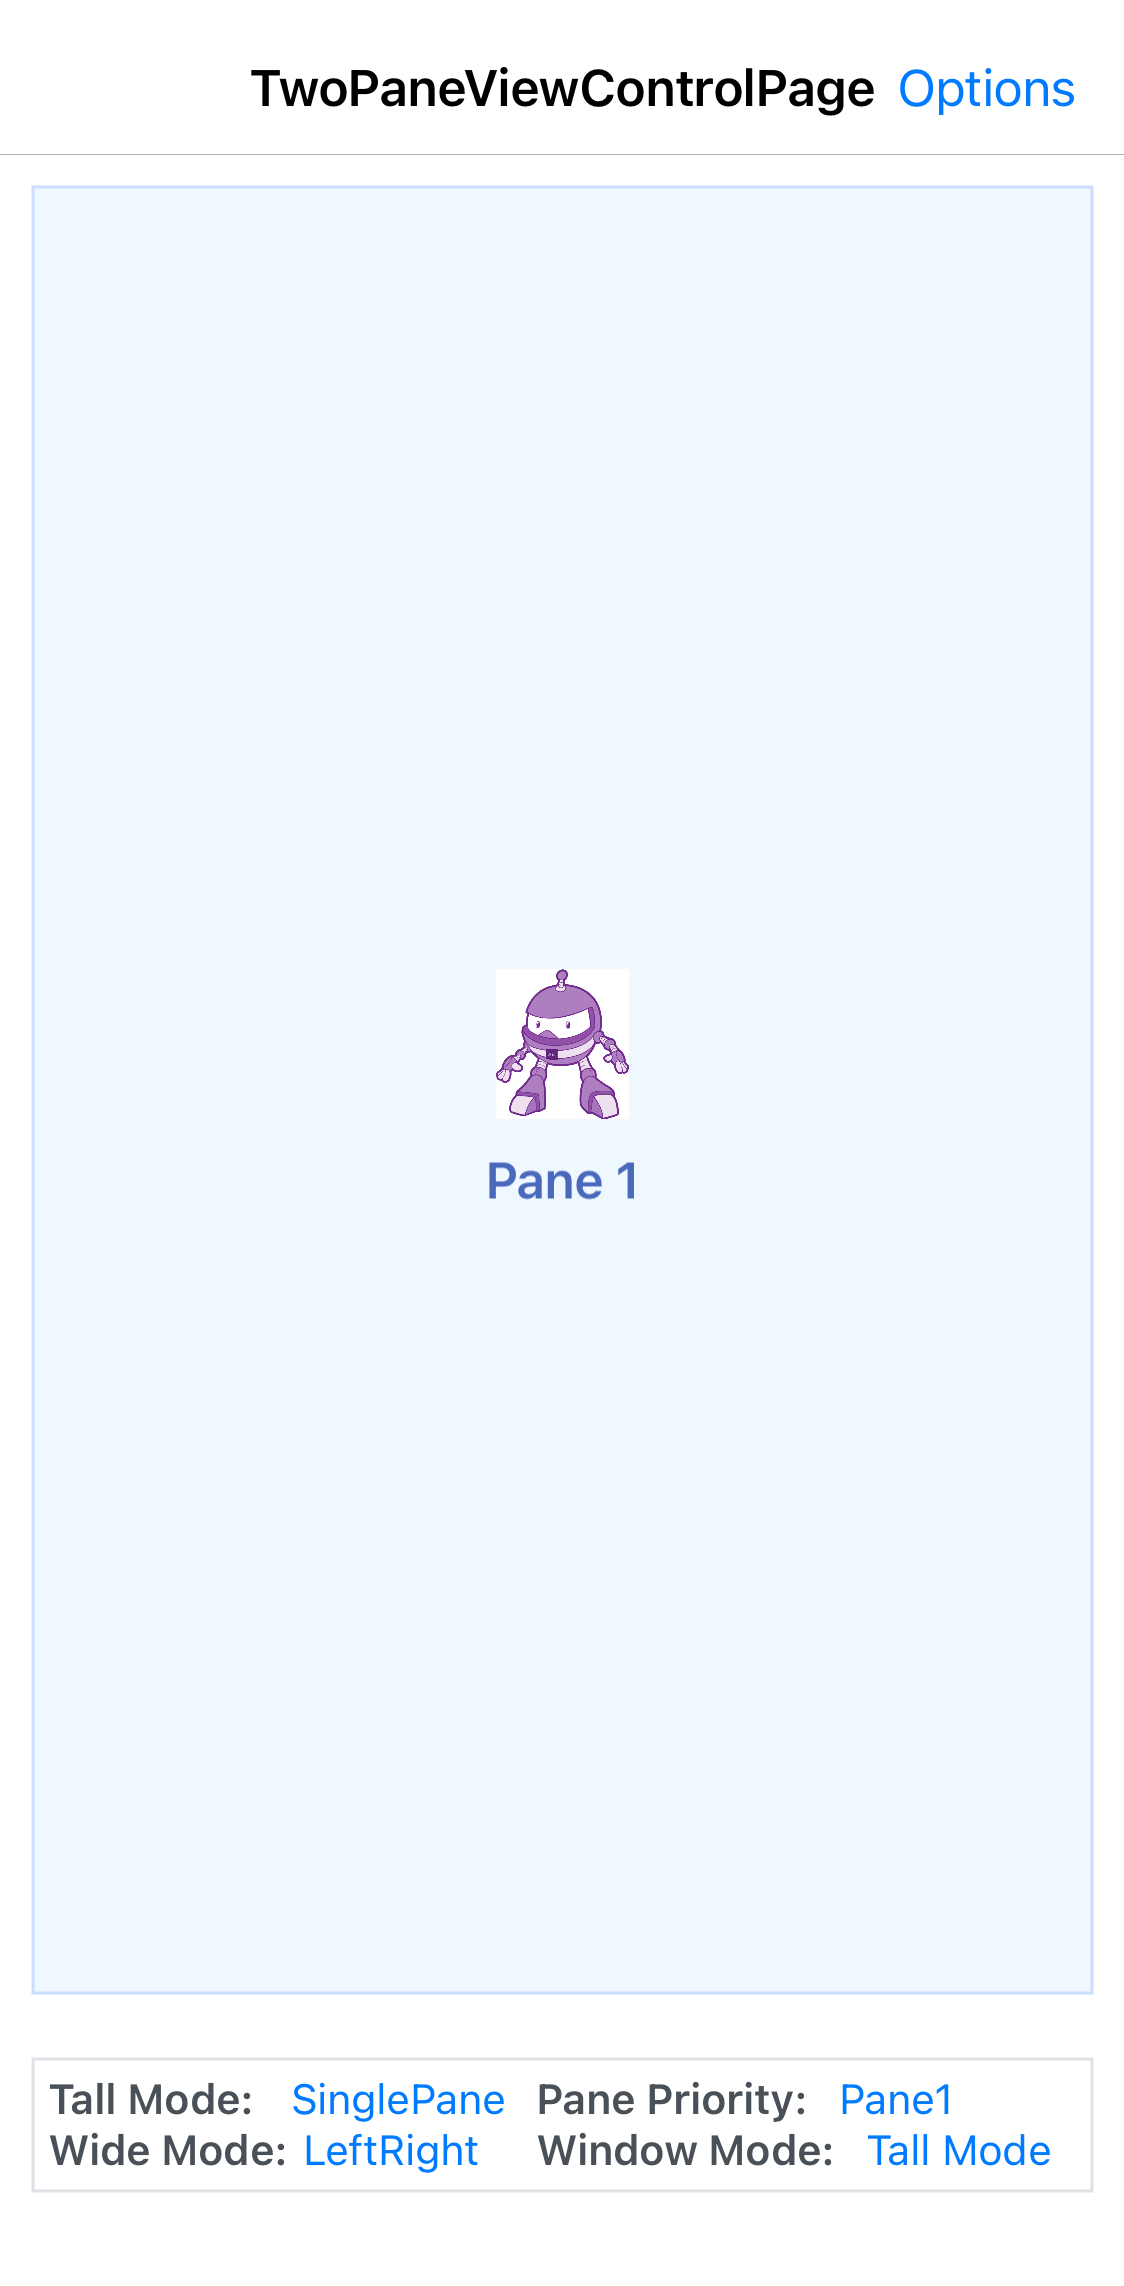 TwoPaneViewControlPage Options
Pane 1
Tall Mode: SinglePane Pane Priority: Pane1
Wide Mode: LeftRight Window Mode: Tall Mode